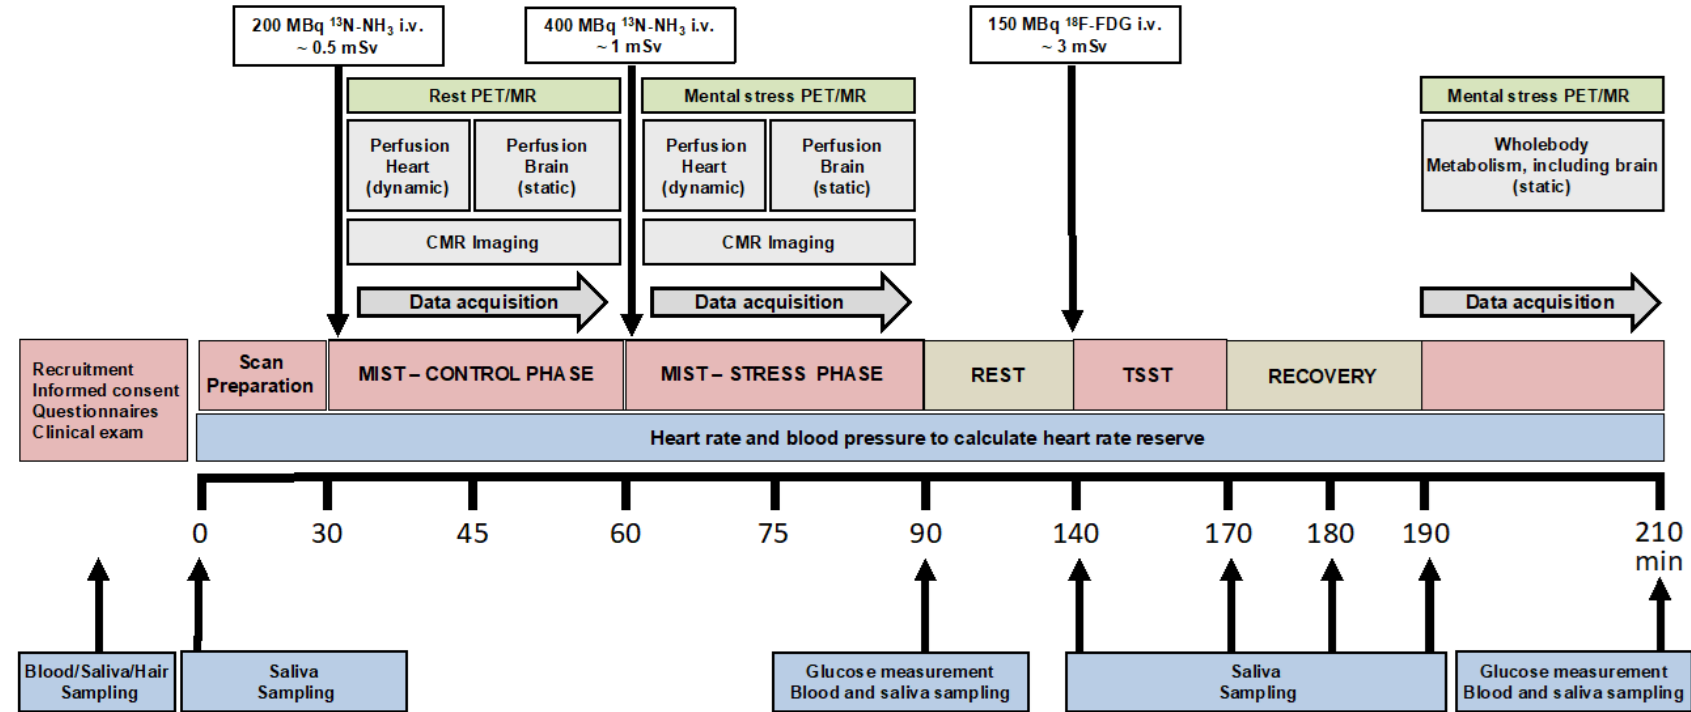 200 MBq ¹³N-NH₃ i.v.
~ 0.5 mSv
400 MBq ¹³N-NH₃ i.v.
~ 1 mSv
150 MBq ¹⁸F-FDG i.v.
~ 3 mSv
Rest PET/MR
Mental stress PET/MR
Mental stress PET/MR
Perfusion
Heart
(dynamic)
Perfusion
Brain
(static)
Perfusion
Heart
(dynamic)
Perfusion
Brain
(static)
Wholebody
Metabolism, including brain
(static)
CMR Imaging
CMR Imaging
Data acquisition
Data acquisition
Data acquisition
Recruitment
Informed consent
Questionnaires
Clinical exam
Scan
Preparation
MIST – CONTROL PHASE
MIST – STRESS PHASE
REST
TSST
RECOVERY
Heart rate and blood pressure to calculate heart rate reserve
0
30
45
60
75
90
140
170
180
190
210
min
Blood/Saliva/Hair
Sampling
Saliva
Sampling
Glucose measurement
Blood and saliva sampling
Saliva
Sampling
Glucose measurement
Blood and saliva sampling